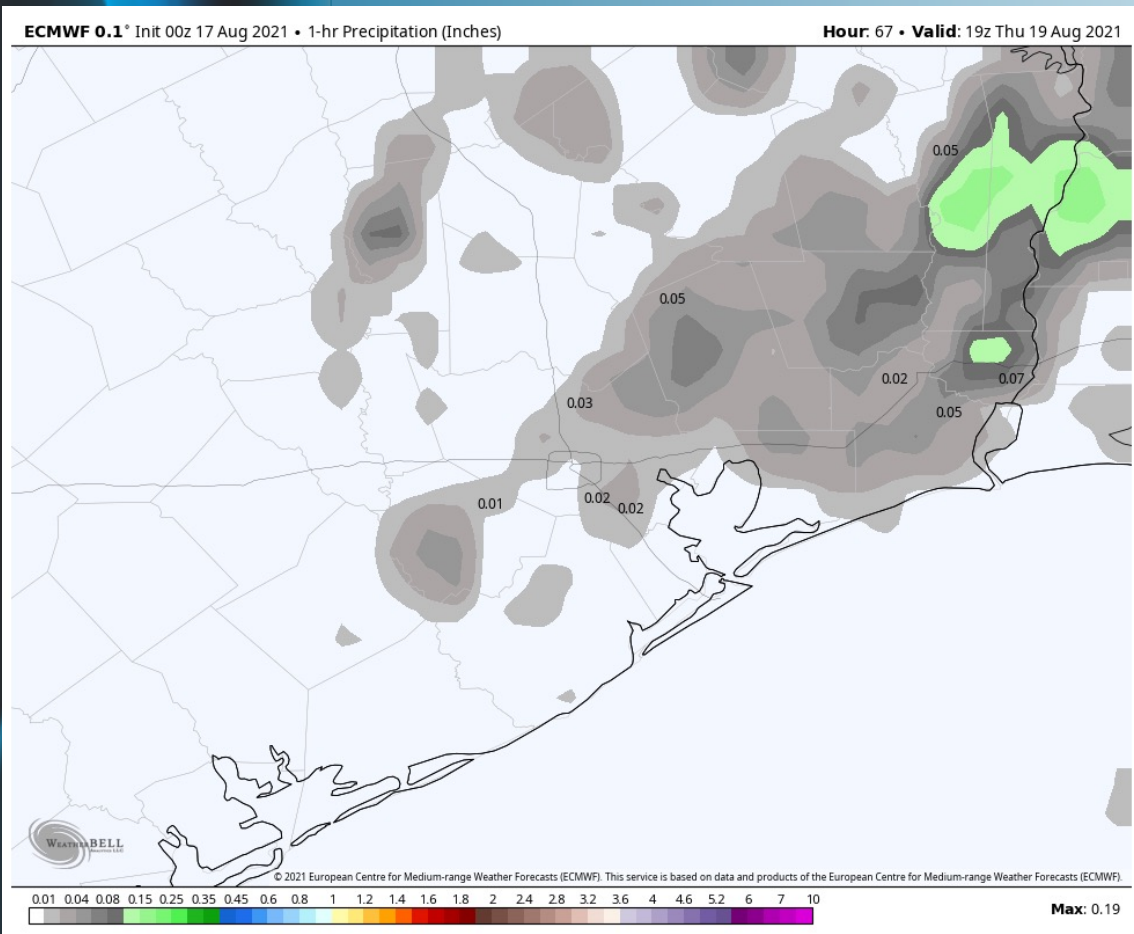 ECMWF 0.1° Init 00z 17 Aug 2021 • 1-hr Precipitation (Inches) Hour: 67 • Valid: 19z Thu 19 Aug 2021
0.05
0.05
0.03
0.02
0.07
0.05
0.01
0.02
0.02
WEATHERBELL
Analytics LLC
© 2021 European Centre for Medium-range Weather Forecasts (ECMWF). This service is based on data and products of the European Centre for Medium-range Weather Forecasts (ECMWF).
0.01 0.04 0.08 0.15 0.25 0.35 0.45 0.6 0.8 1 1.2 1.4 1.6 1.8 2 2.4 2.8 3.2 3.6 4 4.6 5.2 6 7 10
Max: 0.19